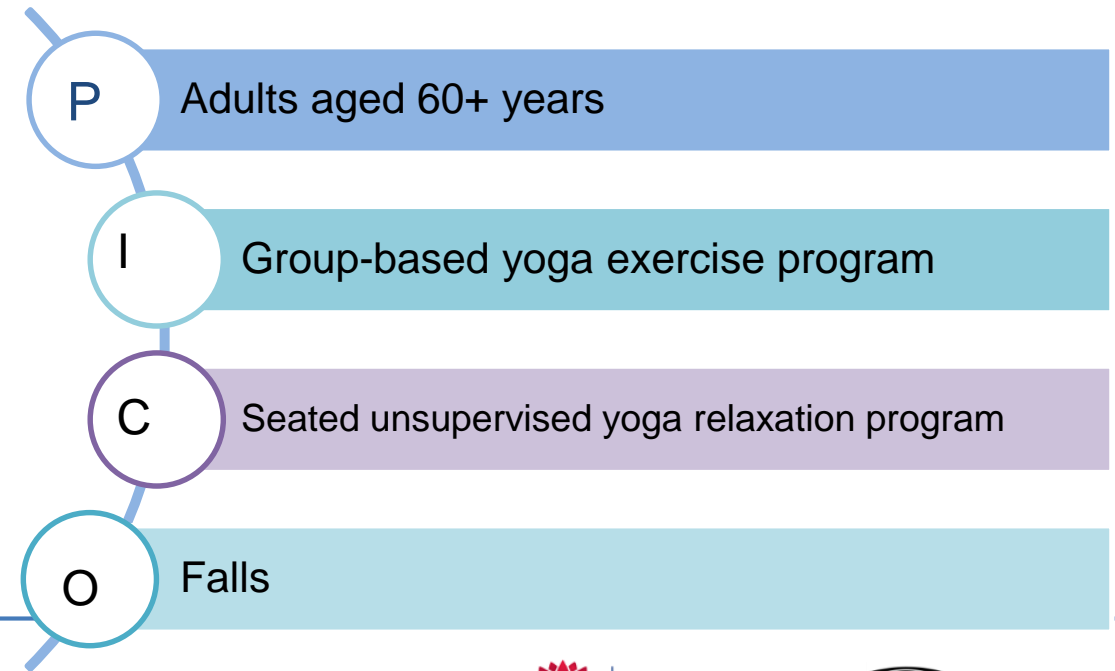 P Adults aged 60+ years
I Group-based yoga exercise program
C Seated unsupervised yoga relaxation program
O Falls